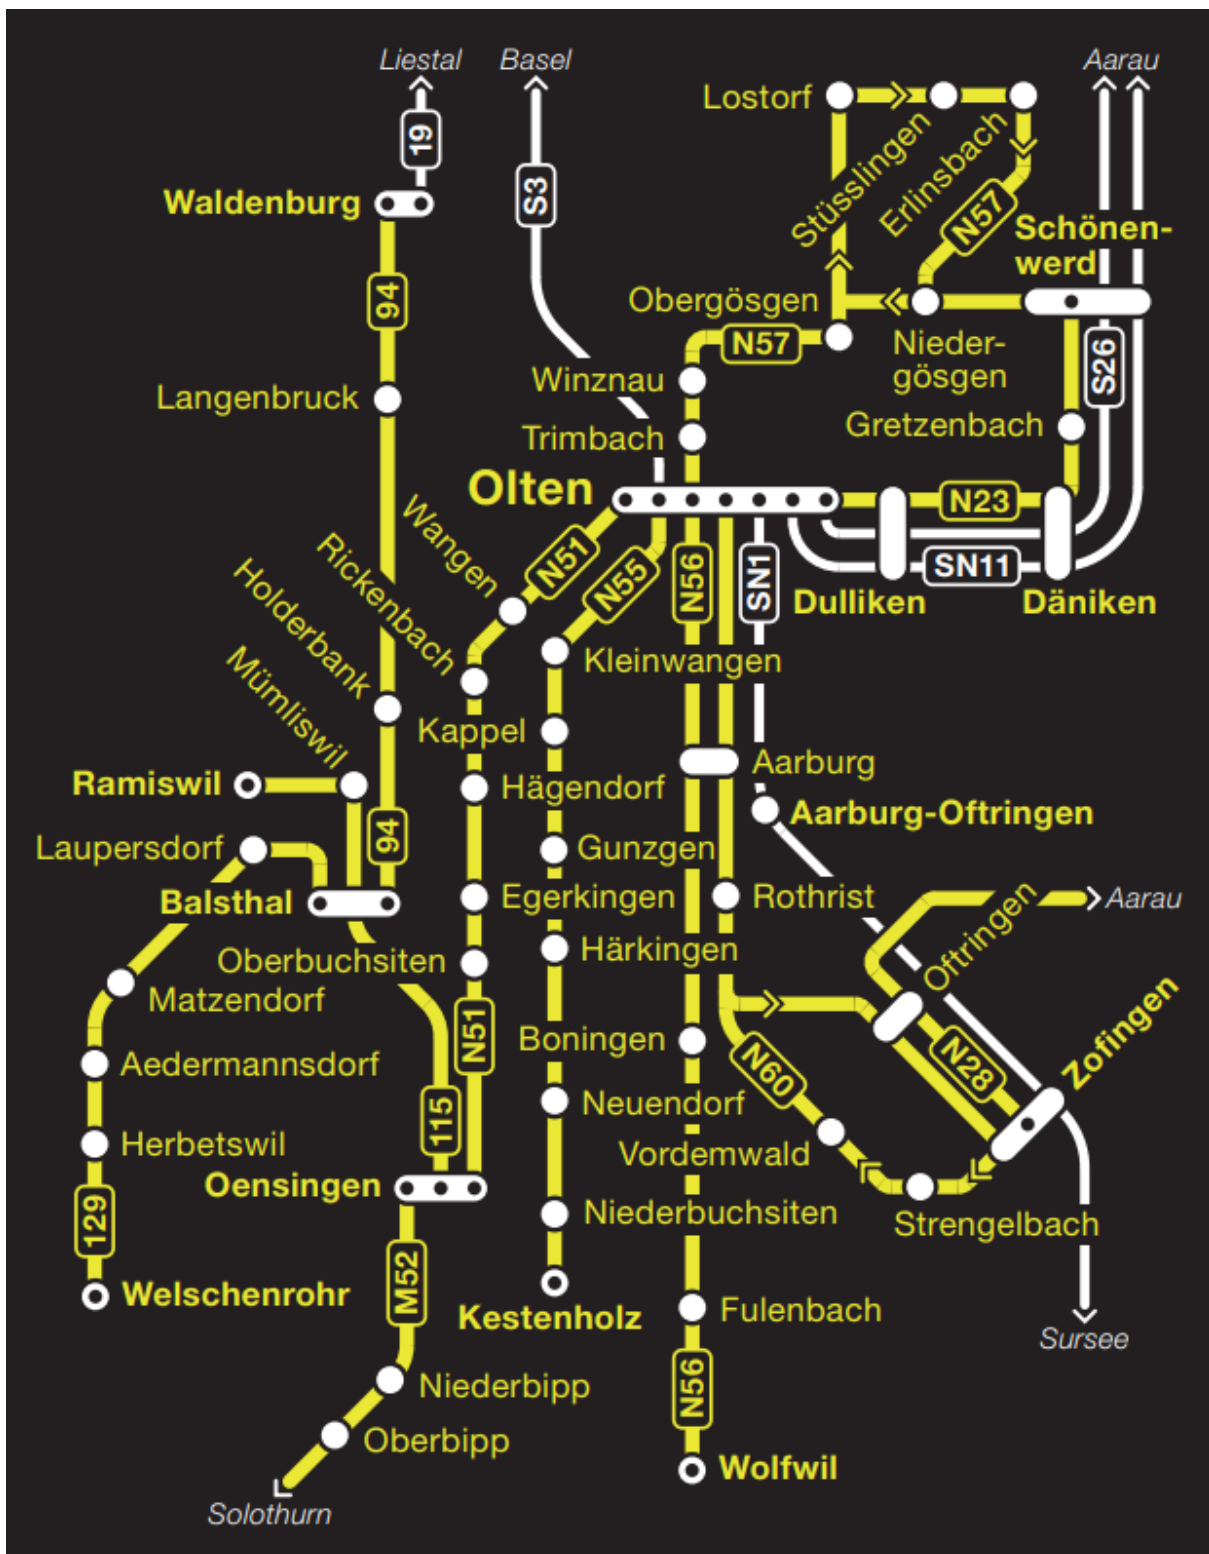 Liestal
Basel
Aarau
Lostorf
19
Stüsslingen
Erlinsbach
S3
Waldenburg
N57
Schönen-
werd
94
Obergösgen
N57
Nieder-
gösgen
S26
Winznau
Langenbruck
Trimbach
Gretzenbach
Olten
N23
Wangen
N51
N55
N56
SN1
SN11
Rickenbach
Dulliken
Däniken
Holderbank
Kleinwangen
Mümliswil
Kappel
Aarburg
Ramiswil
Hägendorf
Aarburg-Oftringen
94
Laupersdorf
Gunzgen
Balsthal
Egerkingen
Rothrist
Aarau
Oftringen
Oberbuchsiten
Härkingen
Matzendorf
N51
Boningen
Zofingen
Aedermannsdorf
N60
N28
Neuendorf
115
Herbetswil
Vordemwald
Oensingen
129
Niederbuchsiten
Strengelbach
M52
Welschenrohr
Kestenholz
Fulenbach
Sursee
Niederbipp
N56
Oberbipp
Wolfwil
Solothurn